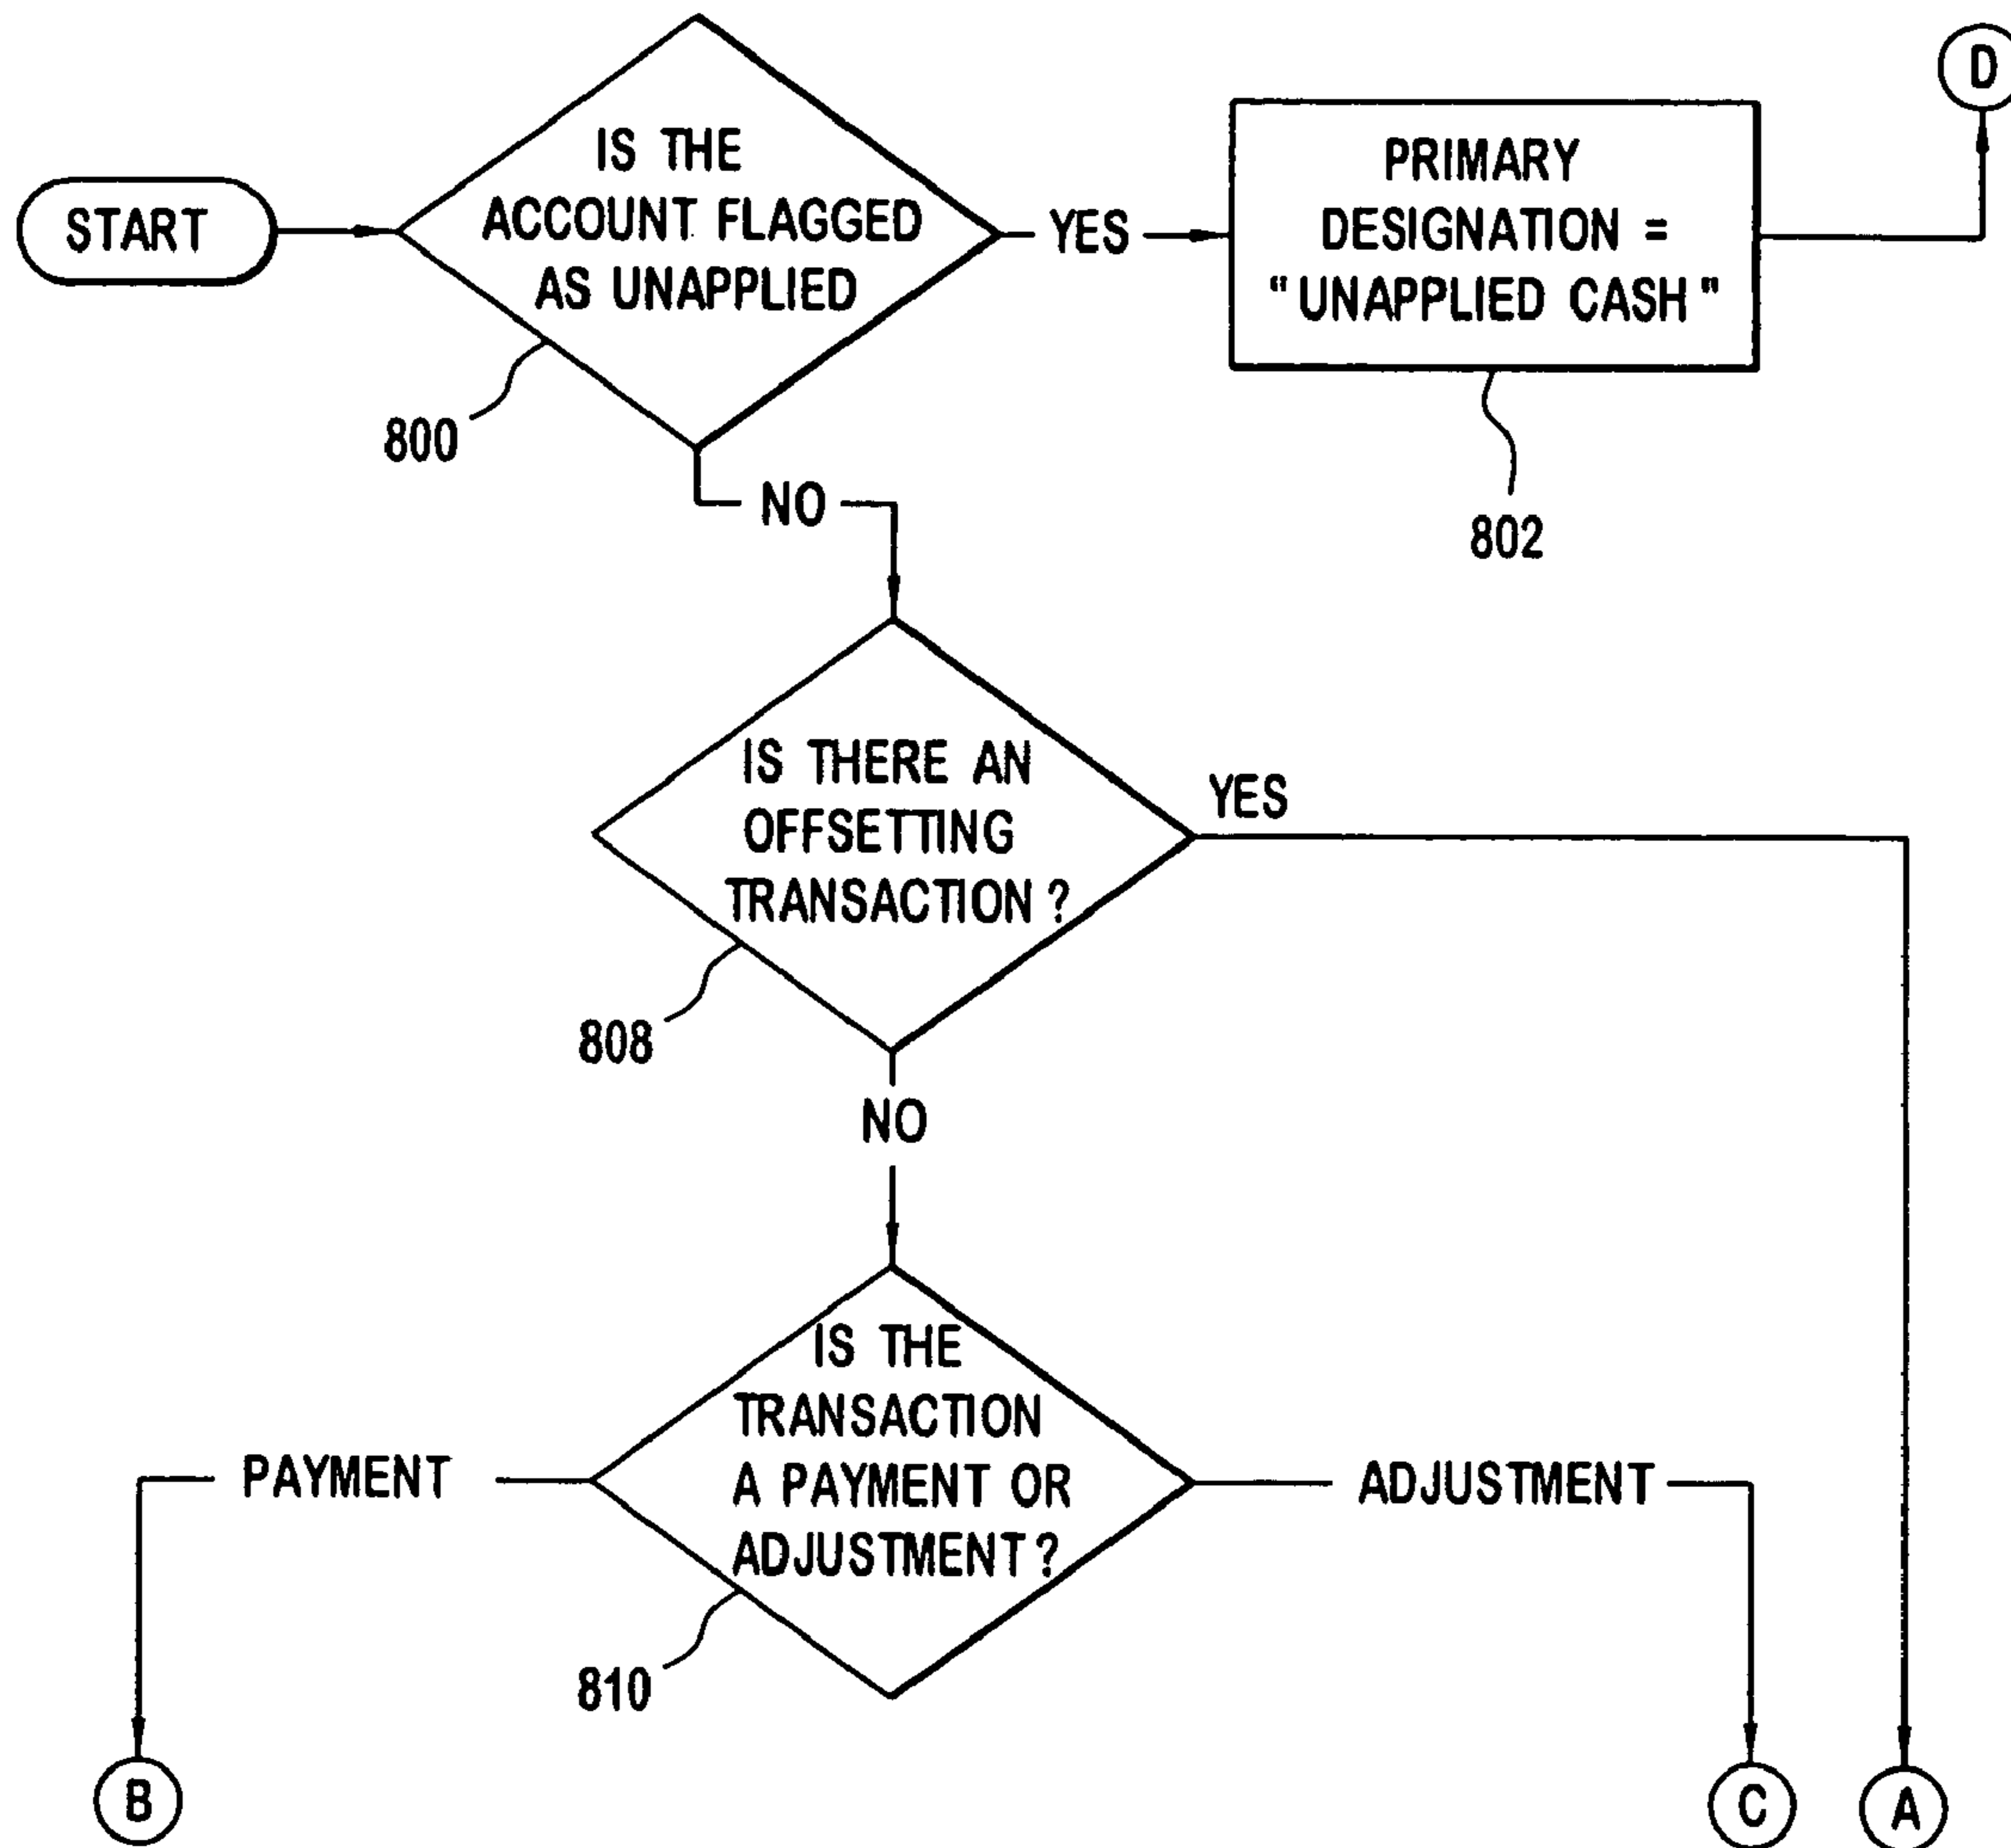 START
IS THE
ACCOUNT FLAGGED
AS UNAPPLIED
YES
PRIMARY
DESIGNATION =
"UNAPPLIED CASH"
D
800
802
NO
IS THERE AN
OFFSETTING
TRANSACTION?
YES
808
NO
IS THE
TRANSACTION
A PAYMENT OR
ADJUSTMENT?
PAYMENT
ADJUSTMENT
810
B
C
A